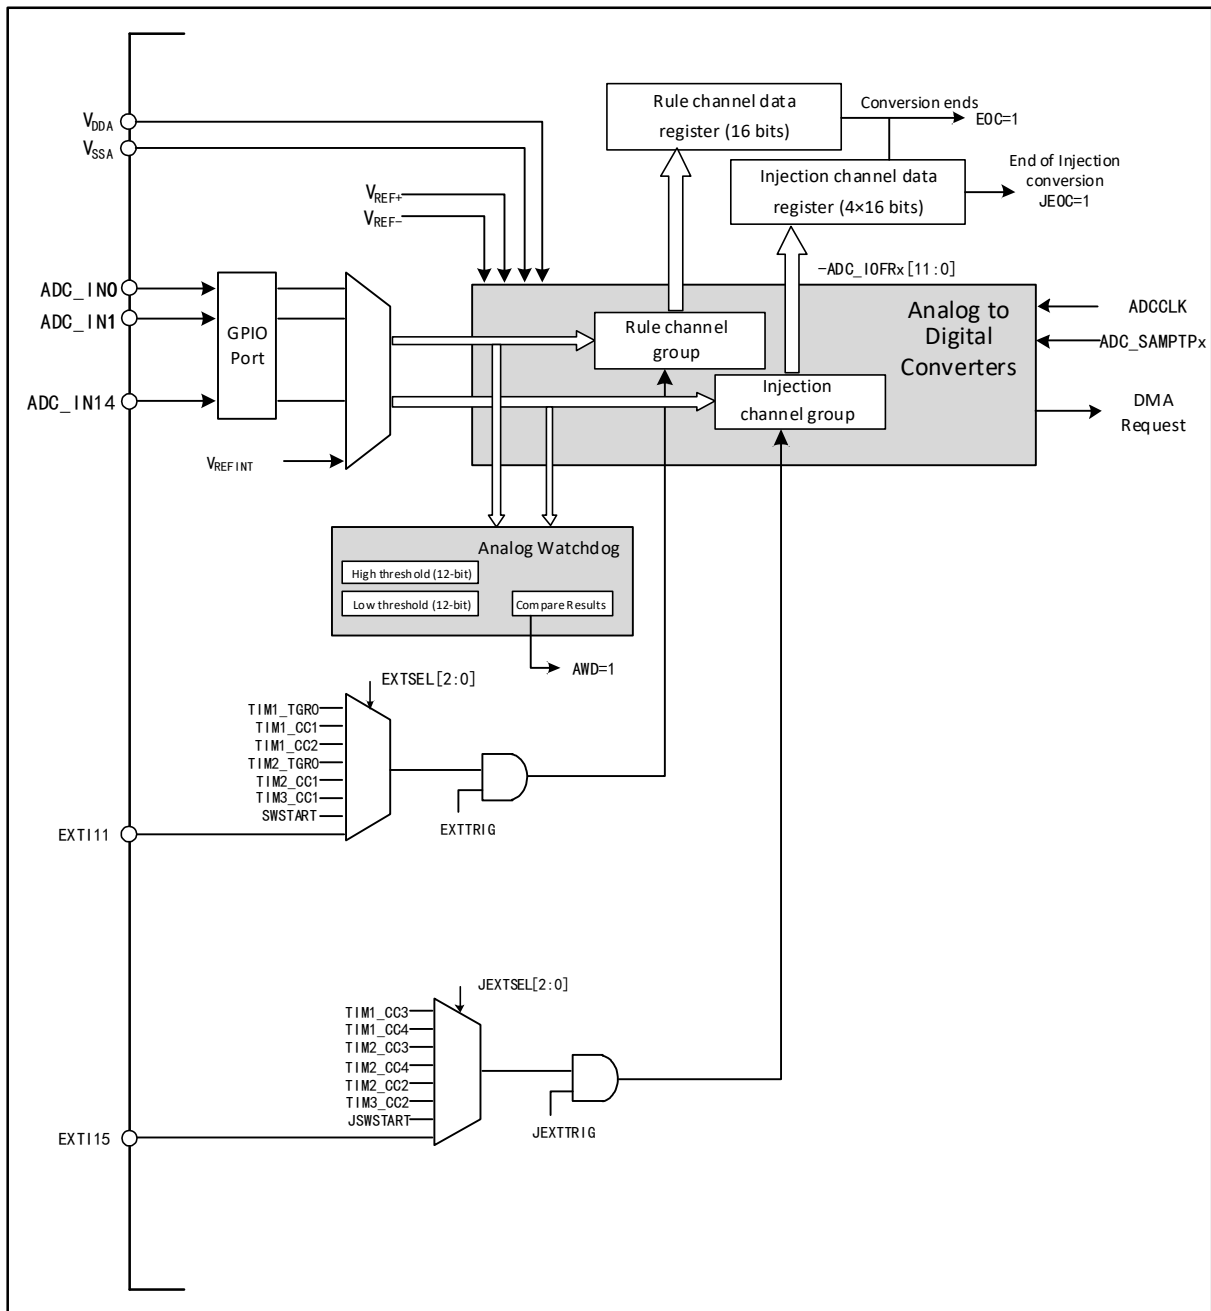 Rule channel data
register (16 bits)
Conversion ends
EOC=1
VDDA
VSSA
Injection channel data
register (4×16 bits)
End of Injection
conversion
JEOC=1
VREF+
VREF-
-ADC_IOFRx[11:0]
ADC_IN0
ADC_IN1
ADC_IN14
GPIO
Port
VREFINT
Rule channel
group
Injection
channel group
Analog to
Digital
Converters
ADCCLK
ADC_SAMPTPx
DMA
Request
Analog Watchdog
High threshold (12-bit)
Low threshold (12-bit)
Compare Results
AWD=1
EXTSEL[2:0]
TIM1_TGRO
TIM1_CC1
TIM1_CC2
TIM2_TGRO
TIM2_CC1
TIM3_CC1
SWSTART
EXTI11
EXTTRIG
JEXTSEL[2:0]
TIM1_CC3
TIM1_CC4
TIM2_CC3
TIM2_CC4
TIM2_CC2
TIM3_CC2
JSWSTART
EXTI15
JEXTTRIG